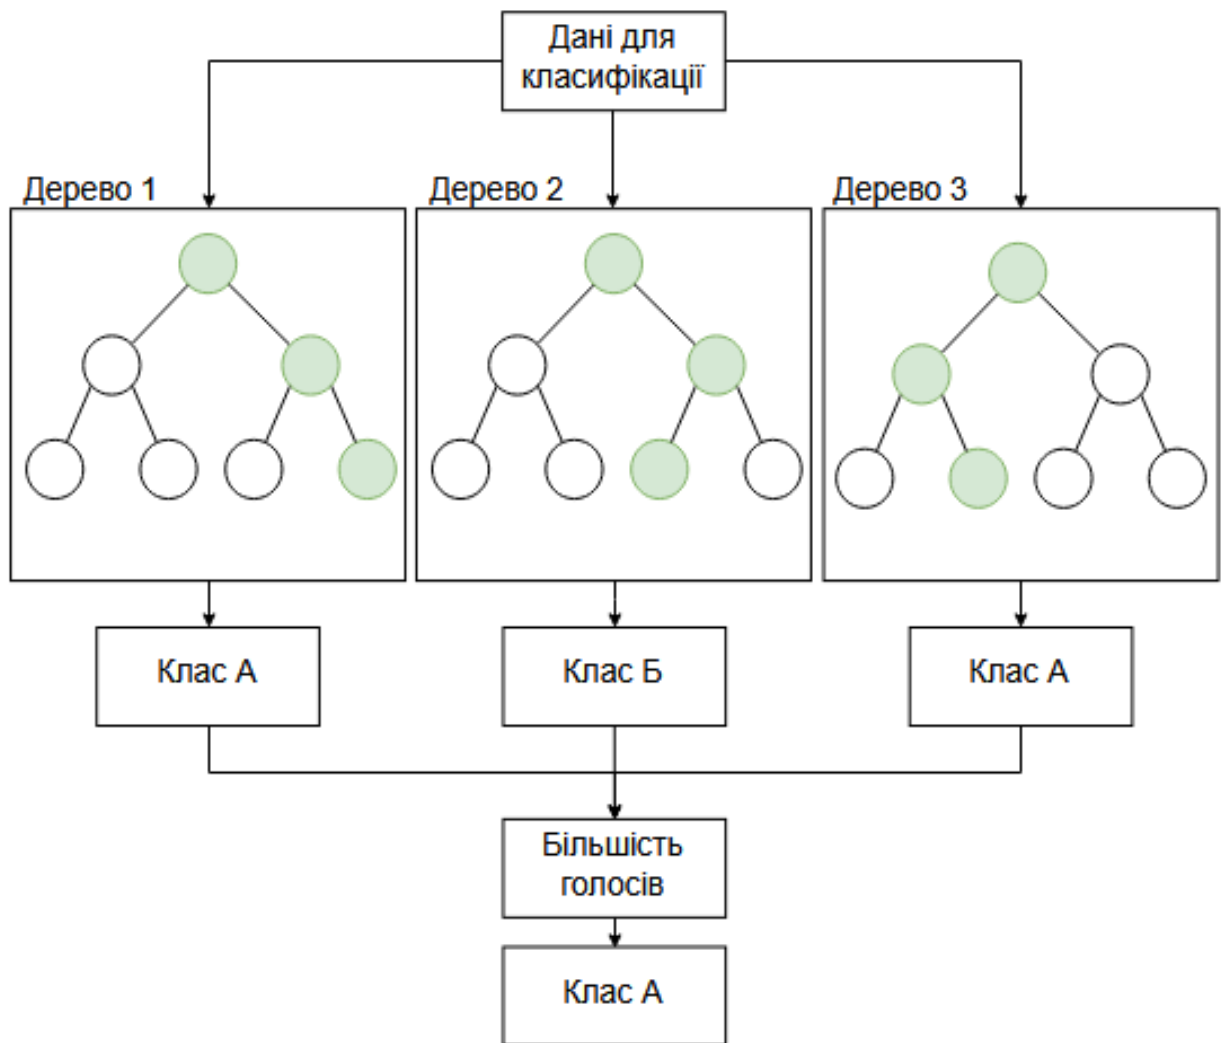 Дані для
класифікації
Дерево 1
Дерево 2
Дерево 3
Клас А
Клас Б
Клас А
Більшість
голосів
Клас А